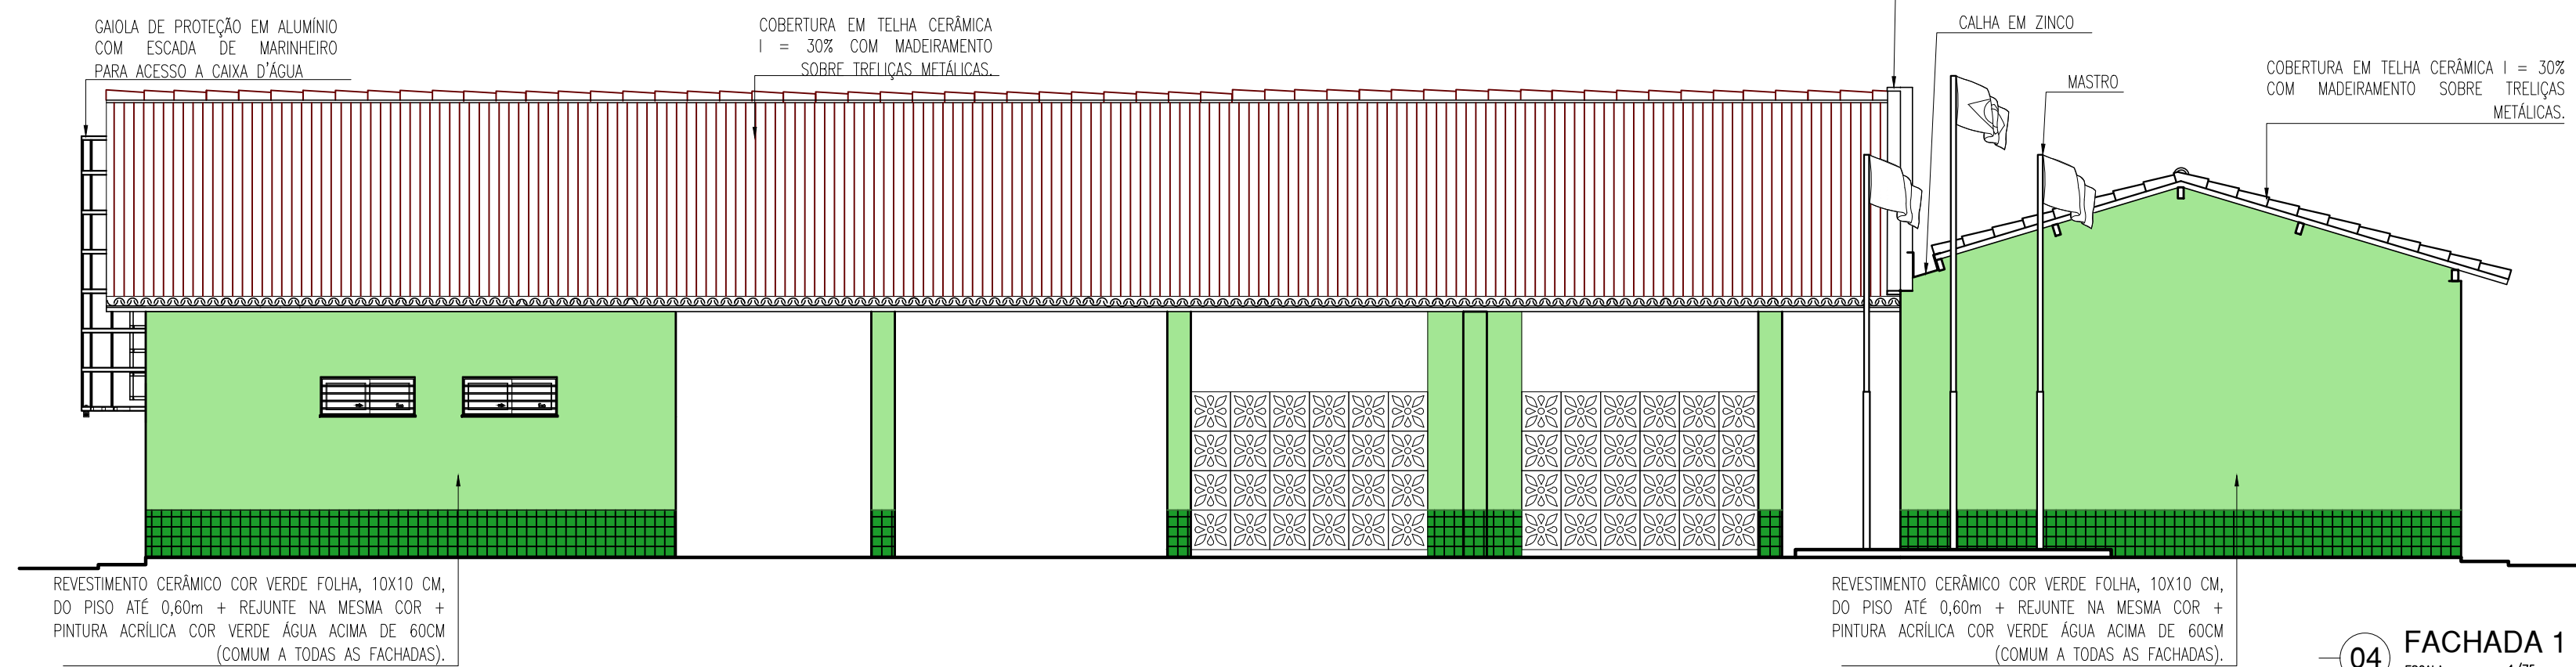 GAIOLA DE PROTEÇÃO EM ALUMÍNIO
COM ESCADA DE MARINHEIRO
PARA ACESSO A CAIXA D'ÁGUA
COBERTURA EM TELHA CERÂMICA
I = 30% COM MADEIRAMENTO
SOBRE TRELIÇAS METÁLICAS.
CALHA EM ZINCO
MASTRO
COBERTURA EM TELHA CERÂMICA I = 30%
COM MADEIRAMENTO SOBRE TRELIÇAS
METÁLICAS.
REVESTIMENTO CERÂMICO COR VERDE FOLHA, 10X10 CM,
DO PISO ATÉ 0,60m + REJUNTE NA MESMA COR +
PINTURA ACRÍLICA COR VERDE ÁGUA ACIMA DE 60CM
(COMUM A TODAS AS FACHADAS).
REVESTIMENTO CERÂMICO COR VERDE FOLHA, 10X10 CM,
DO PISO ATÉ 0,60m + REJUNTE NA MESMA COR +
PINTURA ACRÍLICA COR VERDE ÁGUA ACIMA DE 60CM
(COMUM A TODAS AS FACHADAS).
04 FACHADA 1